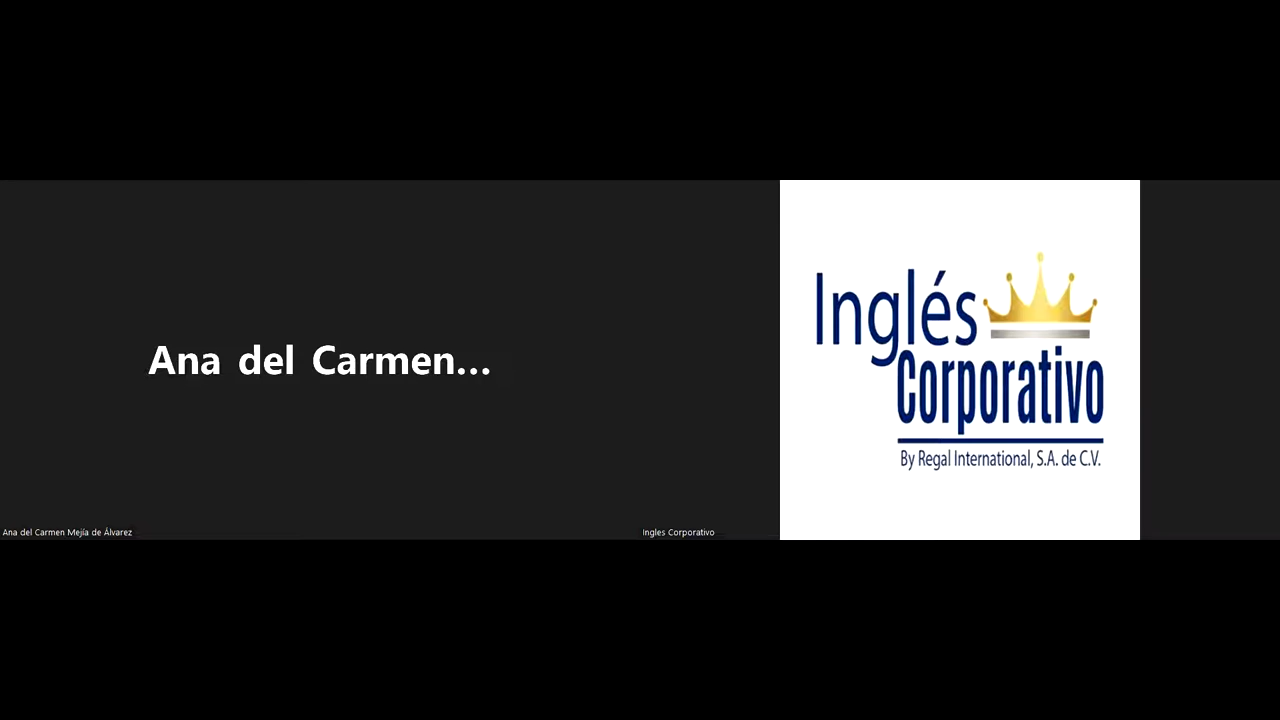 Ana del Carmen...
Ana del Carmen Mejía de Álvarez
Inglés
Corporativo
By Regal International, S.A. de C.V.
Ingles Corporativo